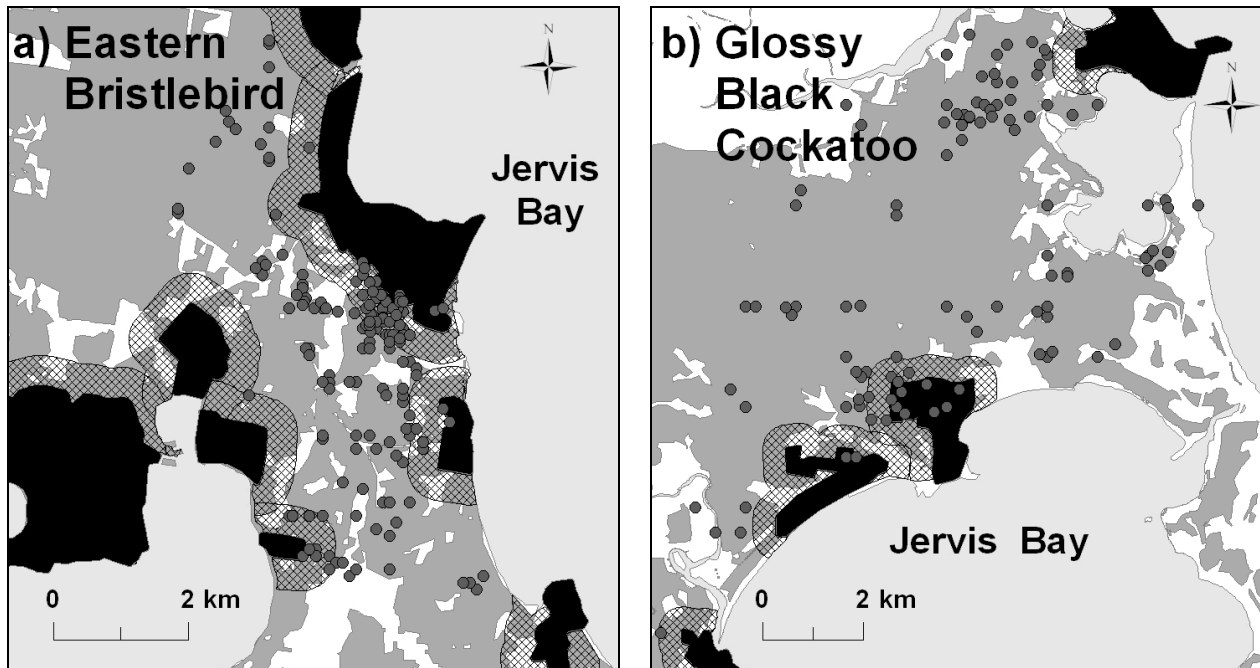 a) Eastern
Bristlebird
N
Jervis
Bay
0 2 km
b) Glossy
Black
Cockatoo
N
Jervis Bay
0 2 km